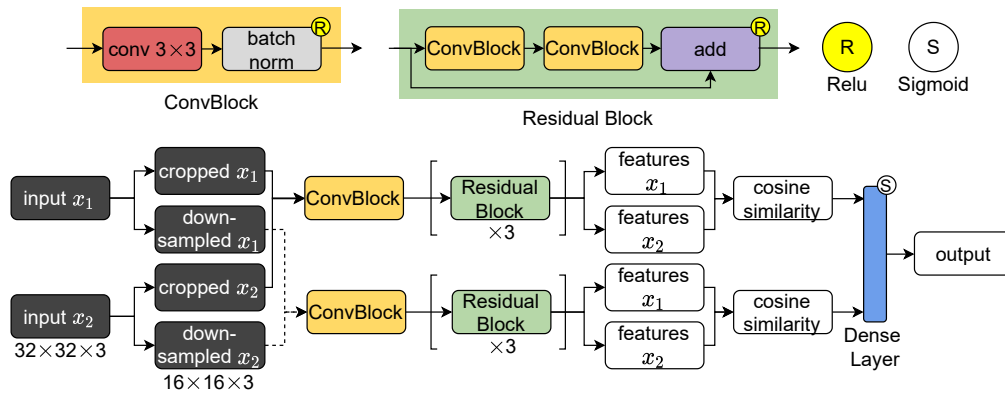 conv 3×3
batch
norm
R
ConvBlock
ConvBlock
ConvBlock
add
R
Residual Block
R
Relu
S
Sigmoid
input x₁
cropped x₁
down-
sampled x₁
input x₂
32×32×3
cropped x₂
down-
sampled x₂
16×16×3
ConvBlock
Residual
Block
×3
features
x₁
features
x₂
cosine
similarity
ConvBlock
Residual
Block
×3
features
x₁
features
x₂
cosine
similarity
S
Dense
Layer
output